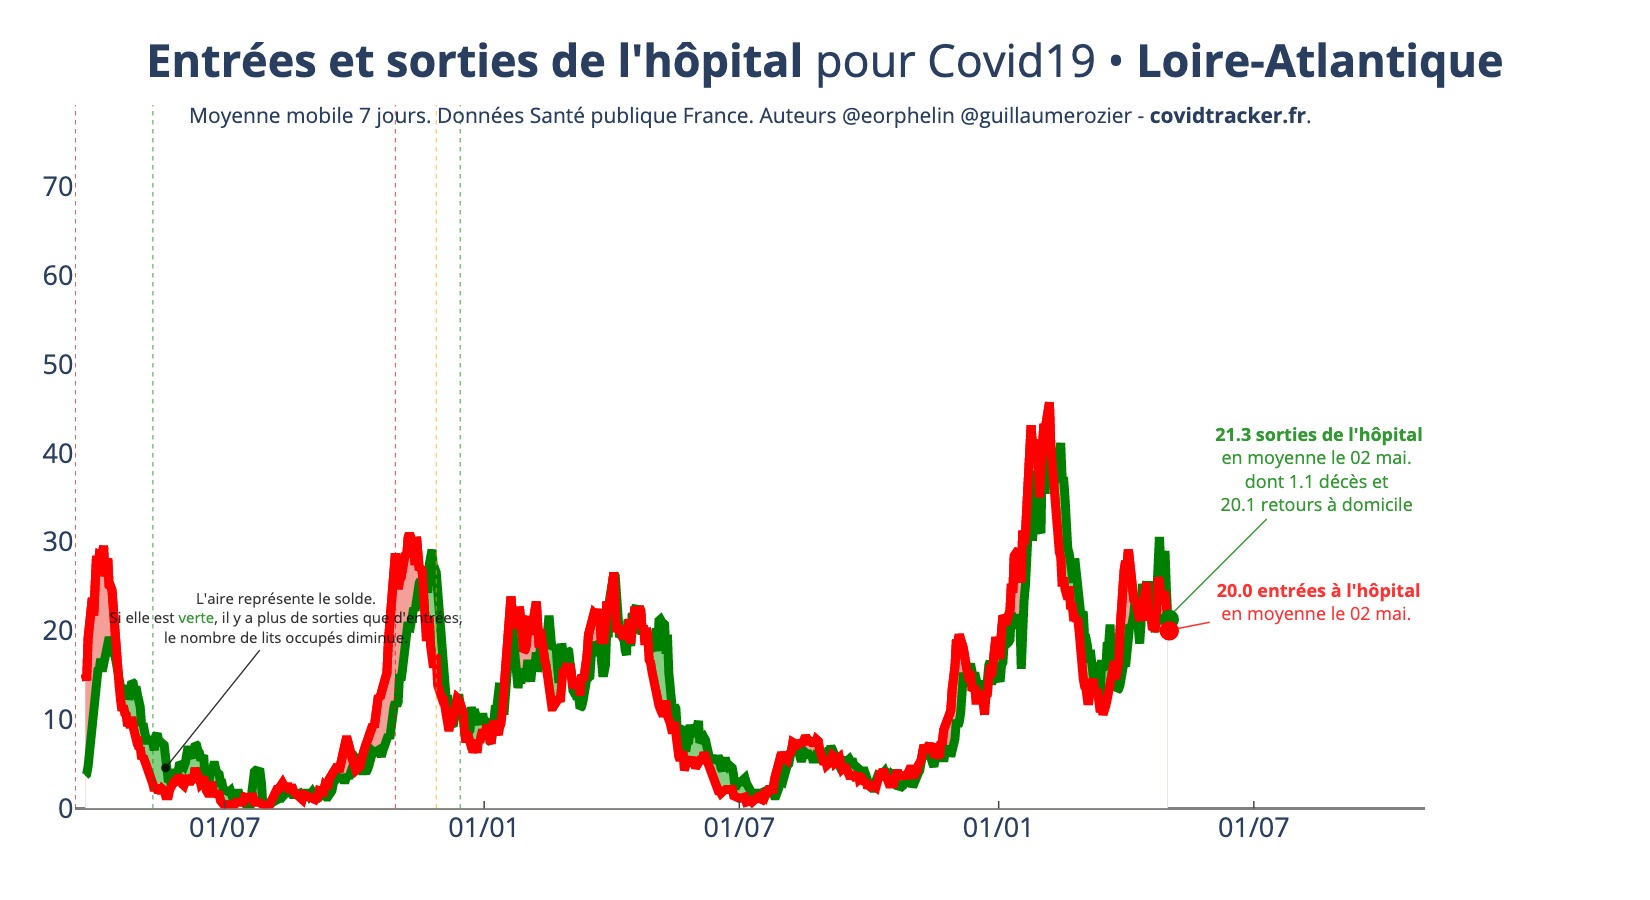 Entrées et sorties de l'hôpital pour Covid19 • Loire-Atlantique
Moyenne mobile 7 jours. Données Santé publique France. Auteurs @eorphelin @guillaumerozier - covidtracker.fr.
70
60
50
40
30
20
10
0
21.3 sorties de l'hôpital
en moyenne le 02 mai.
dont 1.1 décès et
20.1 retours à domicile
20.0 entrées à l'hôpital
en moyenne le 02 mai.
L'aire représente le solde.
Si elle est verte, il y a plus de sorties que d'entrées,
le nombre de lits occupés diminue
01/07
01/01
01/07
01/01
01/07